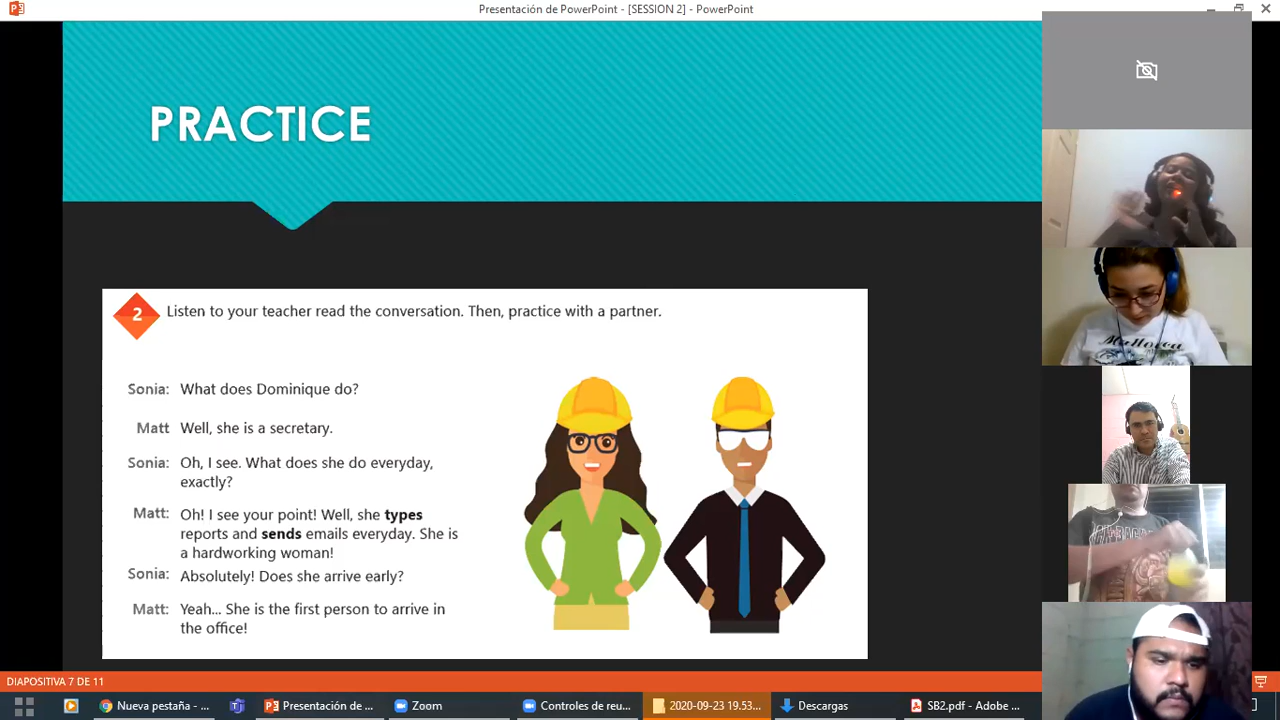 Presentación de PowerPoint - [SESSION 2] - PowerPoint
PRACTICE
2
Listen to your teacher read the conversation. Then, practice with a partner.
Sonia: What does Dominique do?
Matt Well, she is a secretary.
Sonia: Oh, I see. What does she do everyday,
exactly?
Matt: Oh! I see your point! Well, she types
reports and sends emails everyday. She is
a hardworking woman!
Sonia: Absolutely! Does she arrive early?
Matt: Yeah... She is the first person to arrive in
the office!
Mallorca
DIAPOSITIVA 7 DE 11
Nueva pestaña - ...
Presentación de ...
Zoom
Controles de reu...
2020-09-23 19.53...
Descargas
SB2.pdf - Adobe ...